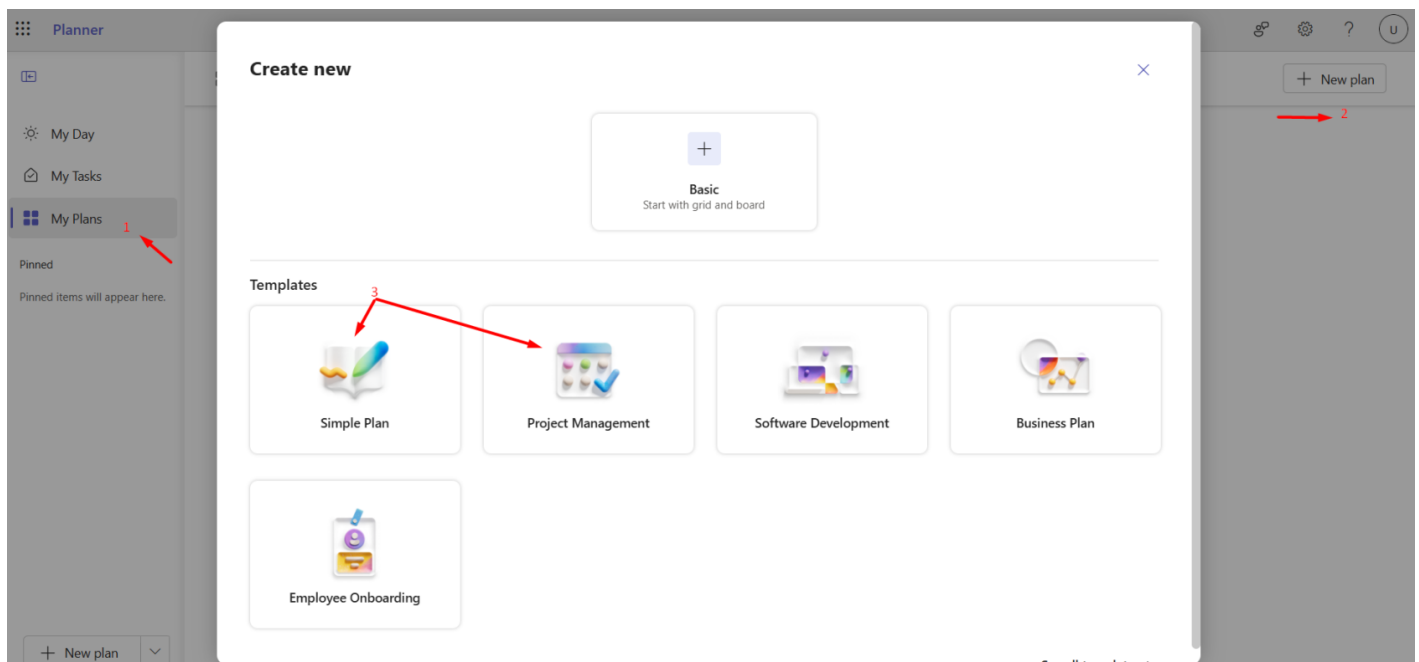 Planner
U
Create new
+ New plan
2
My Day
My Tasks
My Plans
1
Pinned
Pinned items will appear here.
Basic
Start with grid and board
Templates
3
Simple Plan
Project Management
Software Development
Business Plan
Employee Onboarding
+ New plan